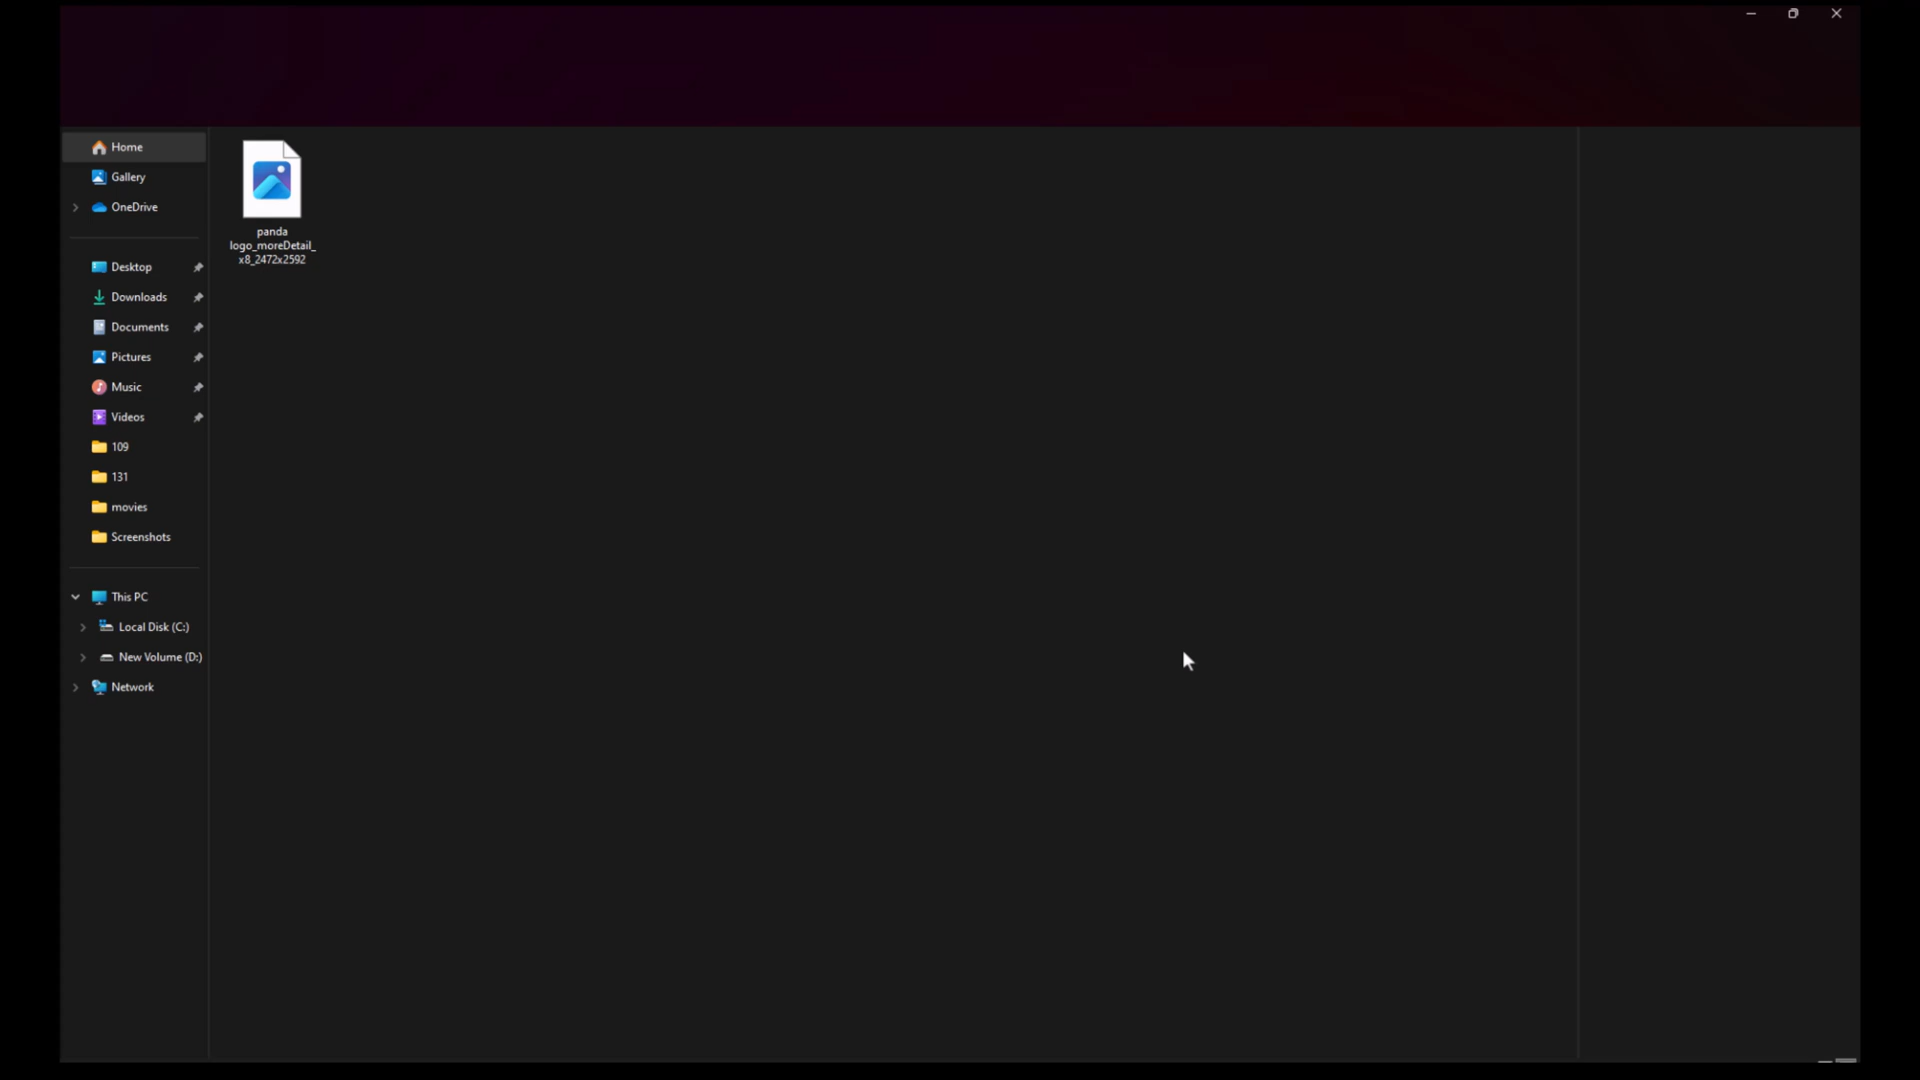 Home
Gallery
OneDrive
Desktop
Downloads
Documents
Pictures
Music
Videos
109
131
movies
Screenshots
This PC
Local Disk (C:)
New Volume (D:)
Network
panda
logo_moreDetail_
x8_2472x2592